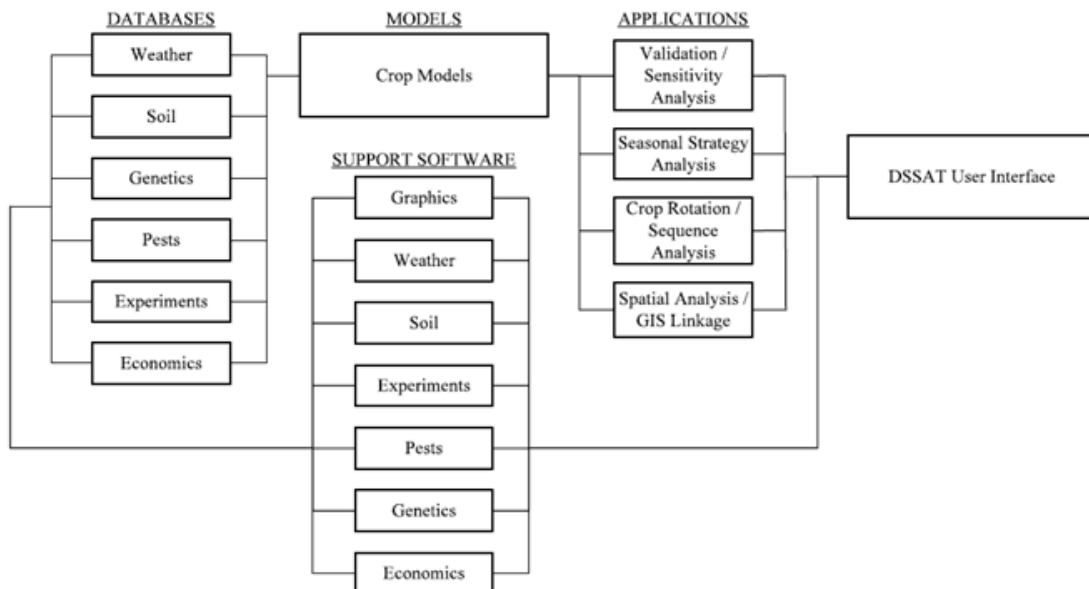 DATABASES
Weather
Soil
Genetics
Pests
Experiments
Economics
MODELS
Crop Models
SUPPORT SOFTWARE
Graphics
Weather
Soil
Experiments
Pests
Genetics
Economics
APPLICATIONS
Validation /
Sensitivity
Analysis
Seasonal Strategy
Analysis
Crop Rotation /
Sequence
Analysis
Spatial Analysis /
GIS Linkage
DSSAT User Interface